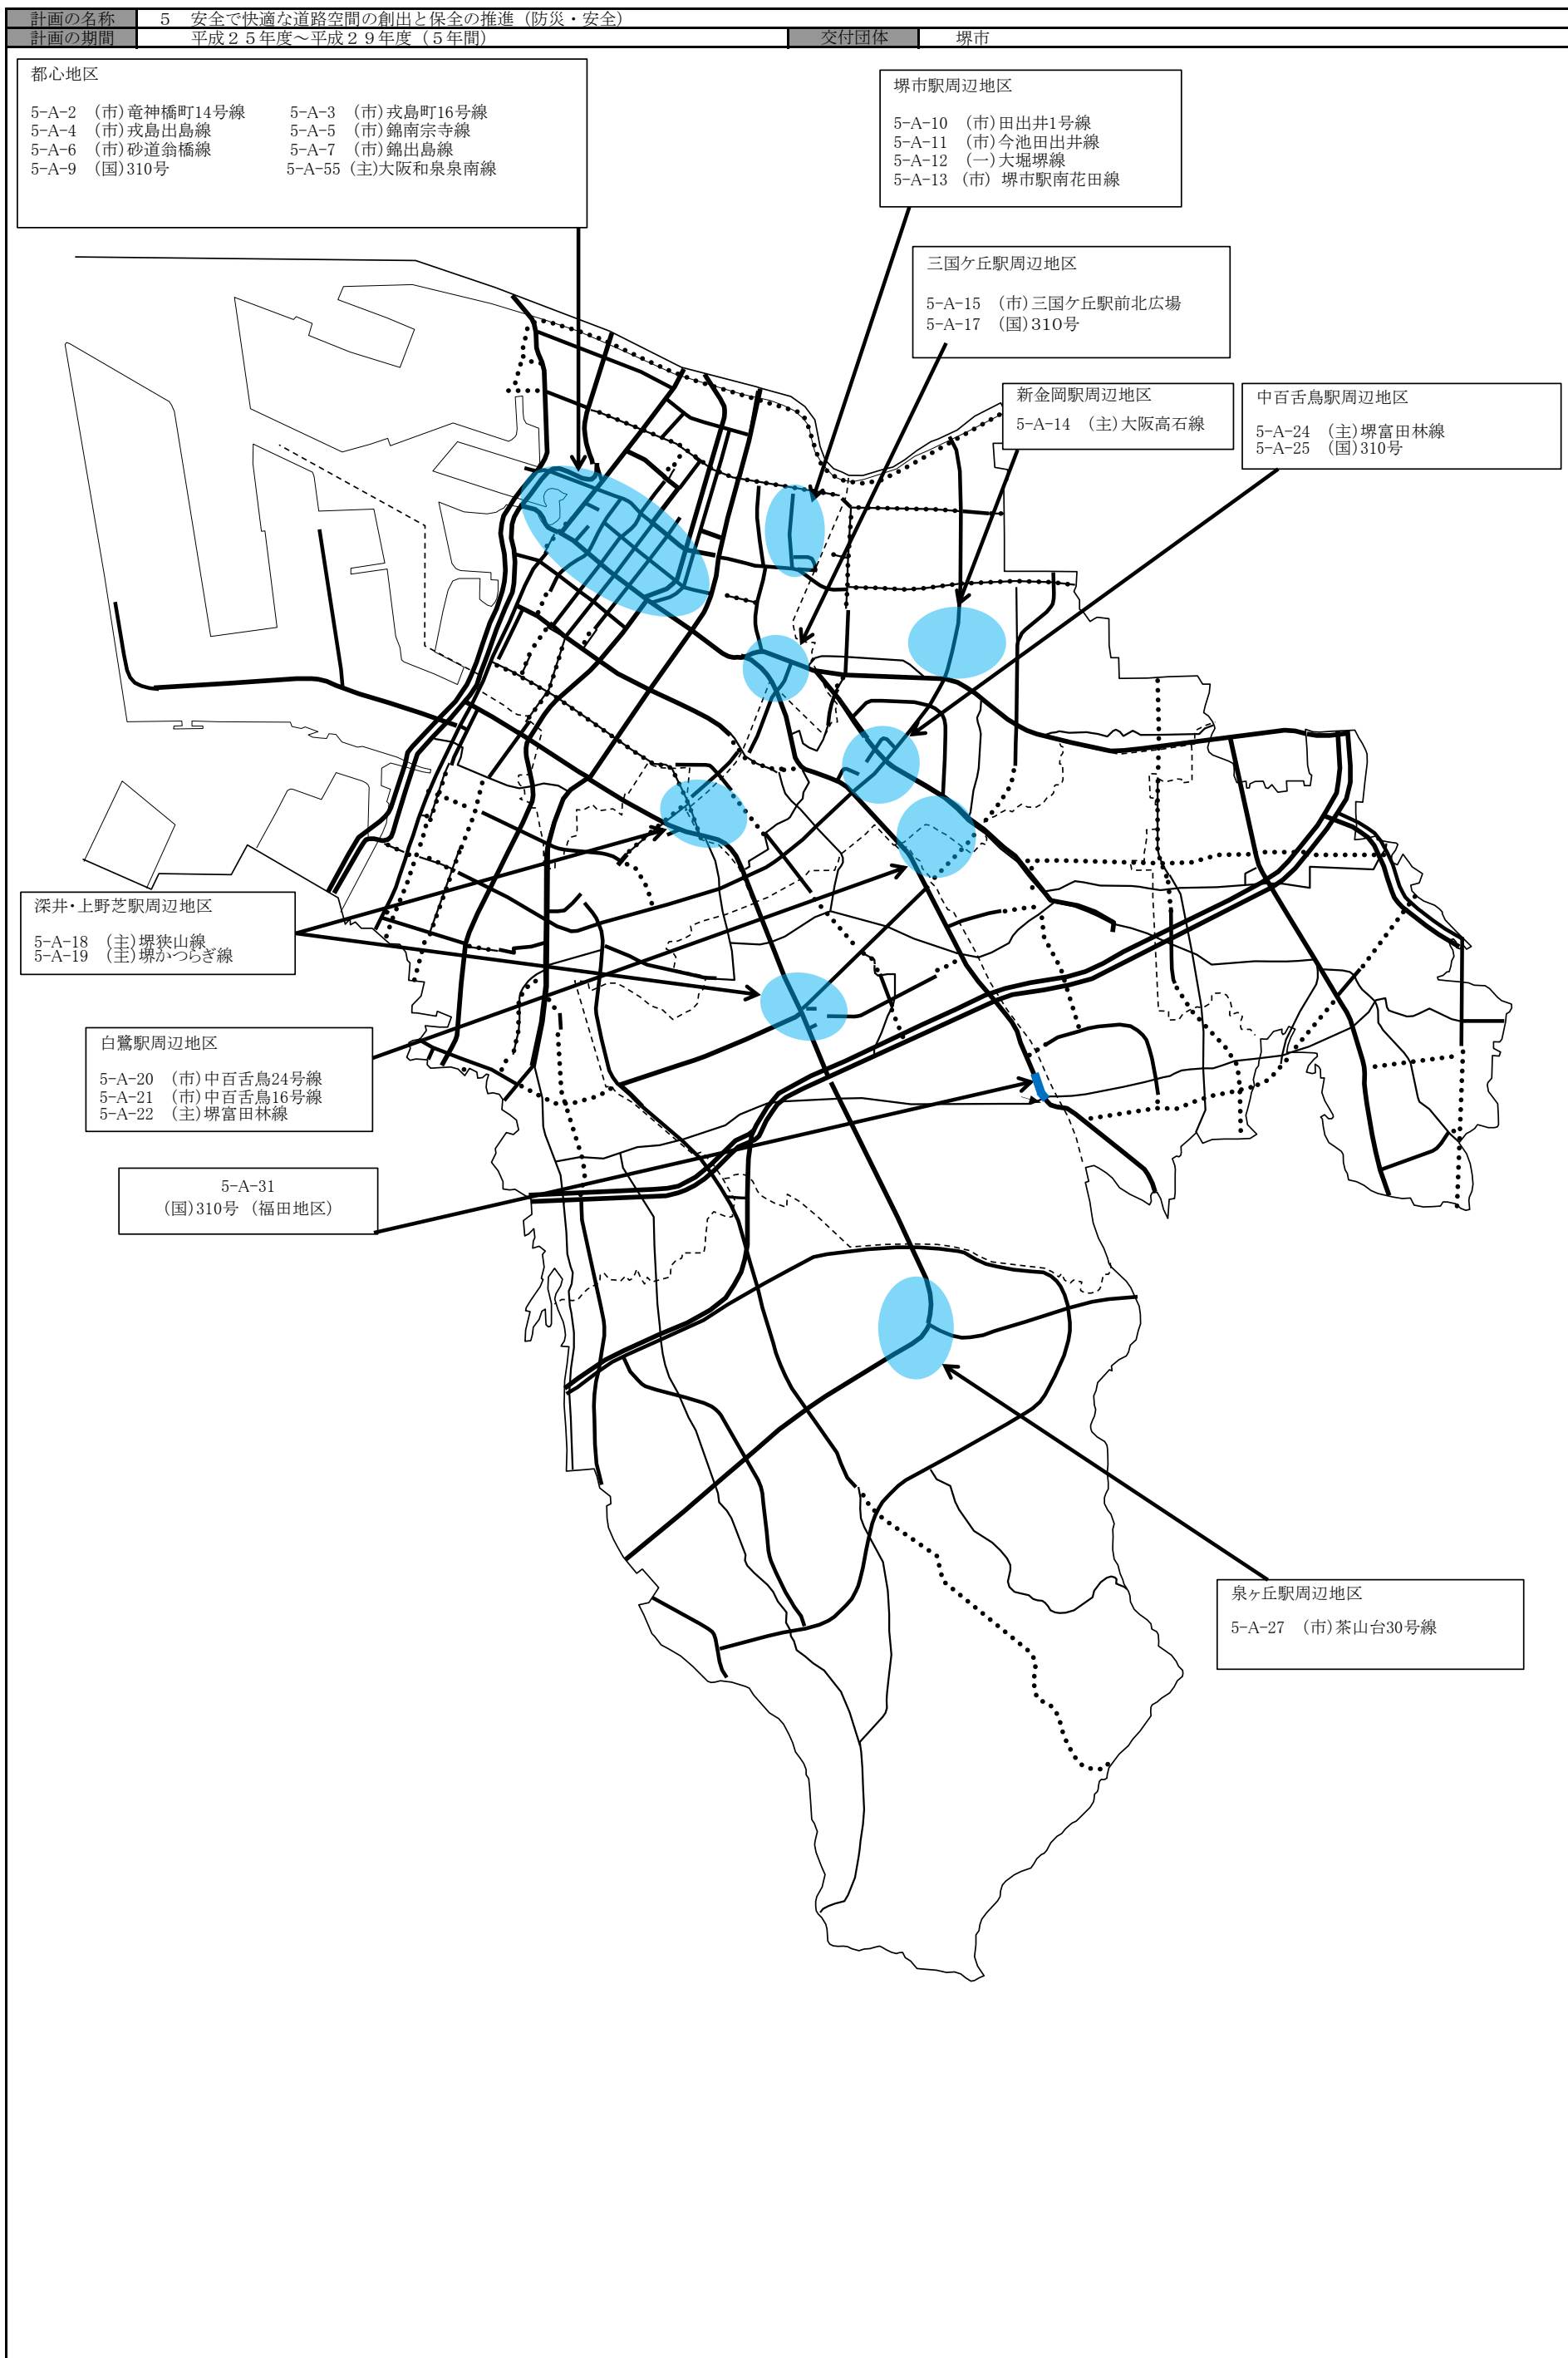 計画の名称 5 安全で快適な道路空間の創出と保全の推進（防災・安全）
計画の期間 平成２５年度～平成２９年度（５年間） 交付団体 堺市
都心地区
5-A-2 (市)竜神橋町14号線 5-A-3 (市)戎島町16号線
5-A-4 (市)戎島出島線 5-A-5 (市)錦南宗寺線
5-A-6 (市)砂道翁橋線 5-A-7 (市)錦出島線
5-A-9 (国)310号 5-A-55 (主)大阪和泉泉南線
堺市駅周辺地区
5-A-10 (市)田出井1号線
5-A-11 (市)今池田出井線
5-A-12 (一)大堀堺線
5-A-13 (市) 堺市駅南花田線
三国ケ丘駅周辺地区
5-A-15 (市)三国ケ丘駅前北広場
5-A-17 (国)310号
新金岡駅周辺地区
5-A-14 (主)大阪高石線
中百舌鳥駅周辺地区
5-A-24 (主)堺富田林線
5-A-25 (国)310号
深井・上野芝駅周辺地区
5-A-18 (主)堺狭山線
5-A-19 (主)堺かつらぎ線
白鷺駅周辺地区
5-A-20 (市)中百舌鳥24号線
5-A-21 (市)中百舌鳥16号線
5-A-22 (主)堺富田林線
5-A-31
(国)310号 (福田地区)
泉ヶ丘駅周辺地区
5-A-27 (市)茶山台30号線